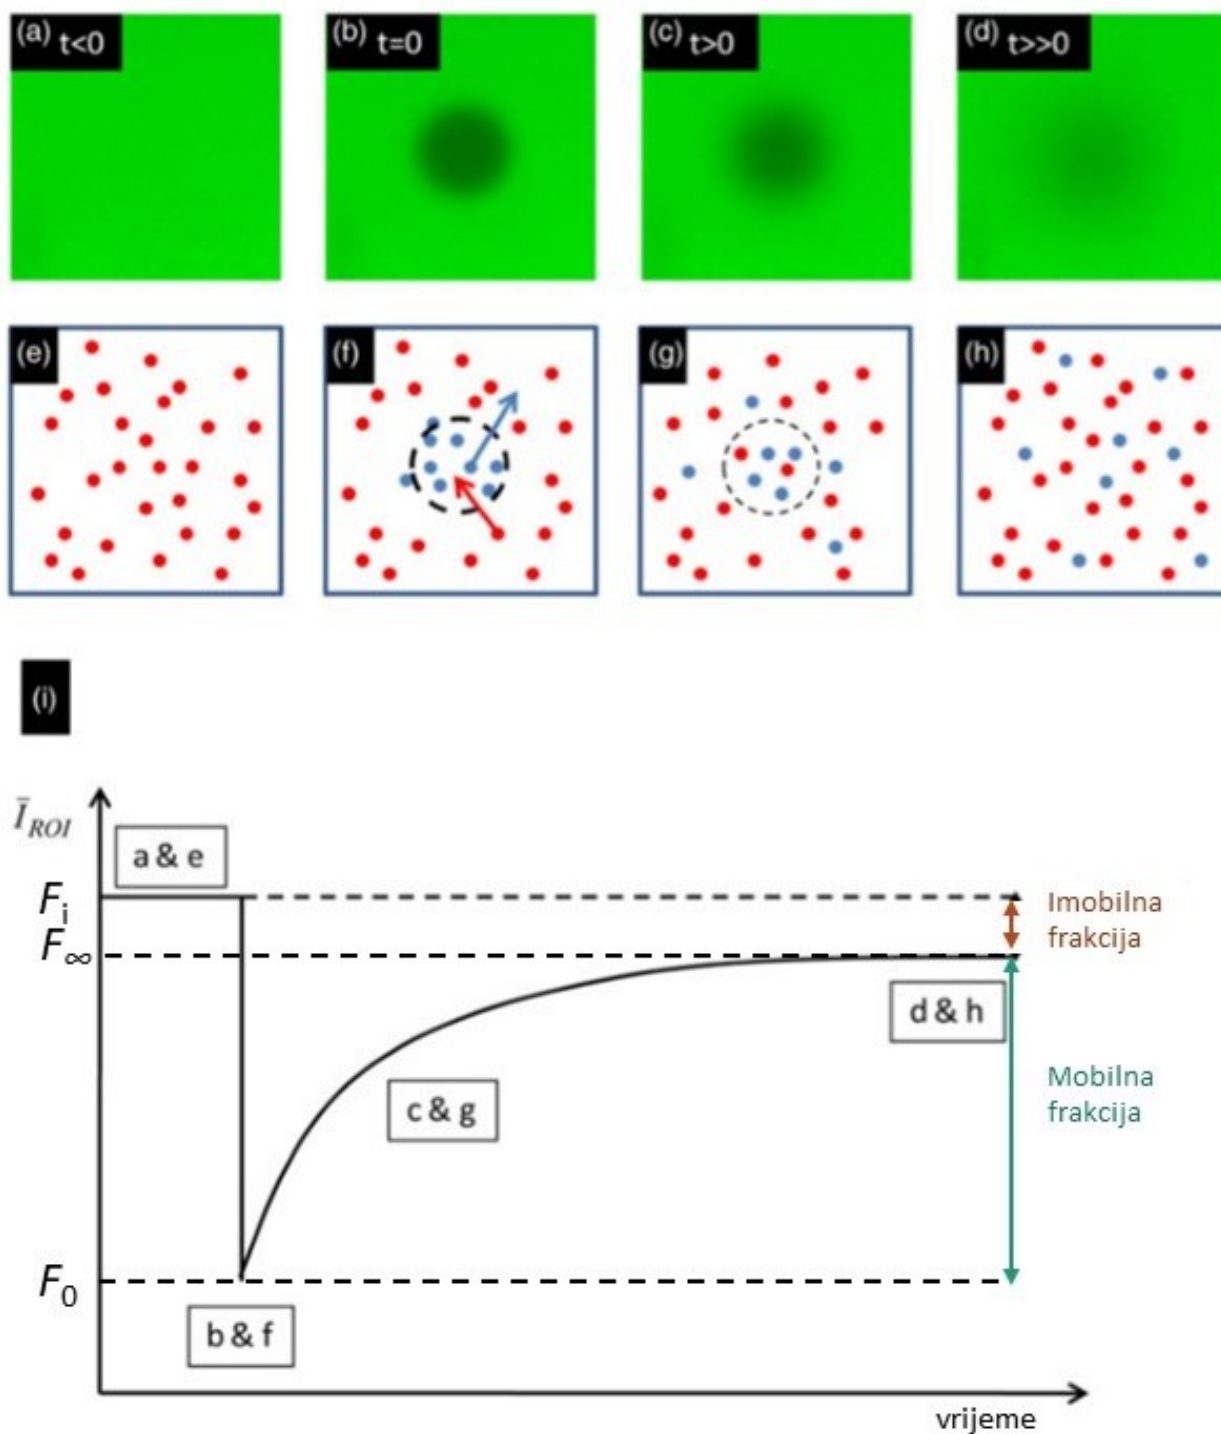 (a) t<0
(b) t=0
(c) t>0
(d) t>>0
(e)
(f)
(g)
(h)
(i)
Ī_ROI
a & e
F_i
Imobilna
frakcija
F_∞
d & h
Mobilna
frakcija
c & g
F_0
b & f
vrijeme